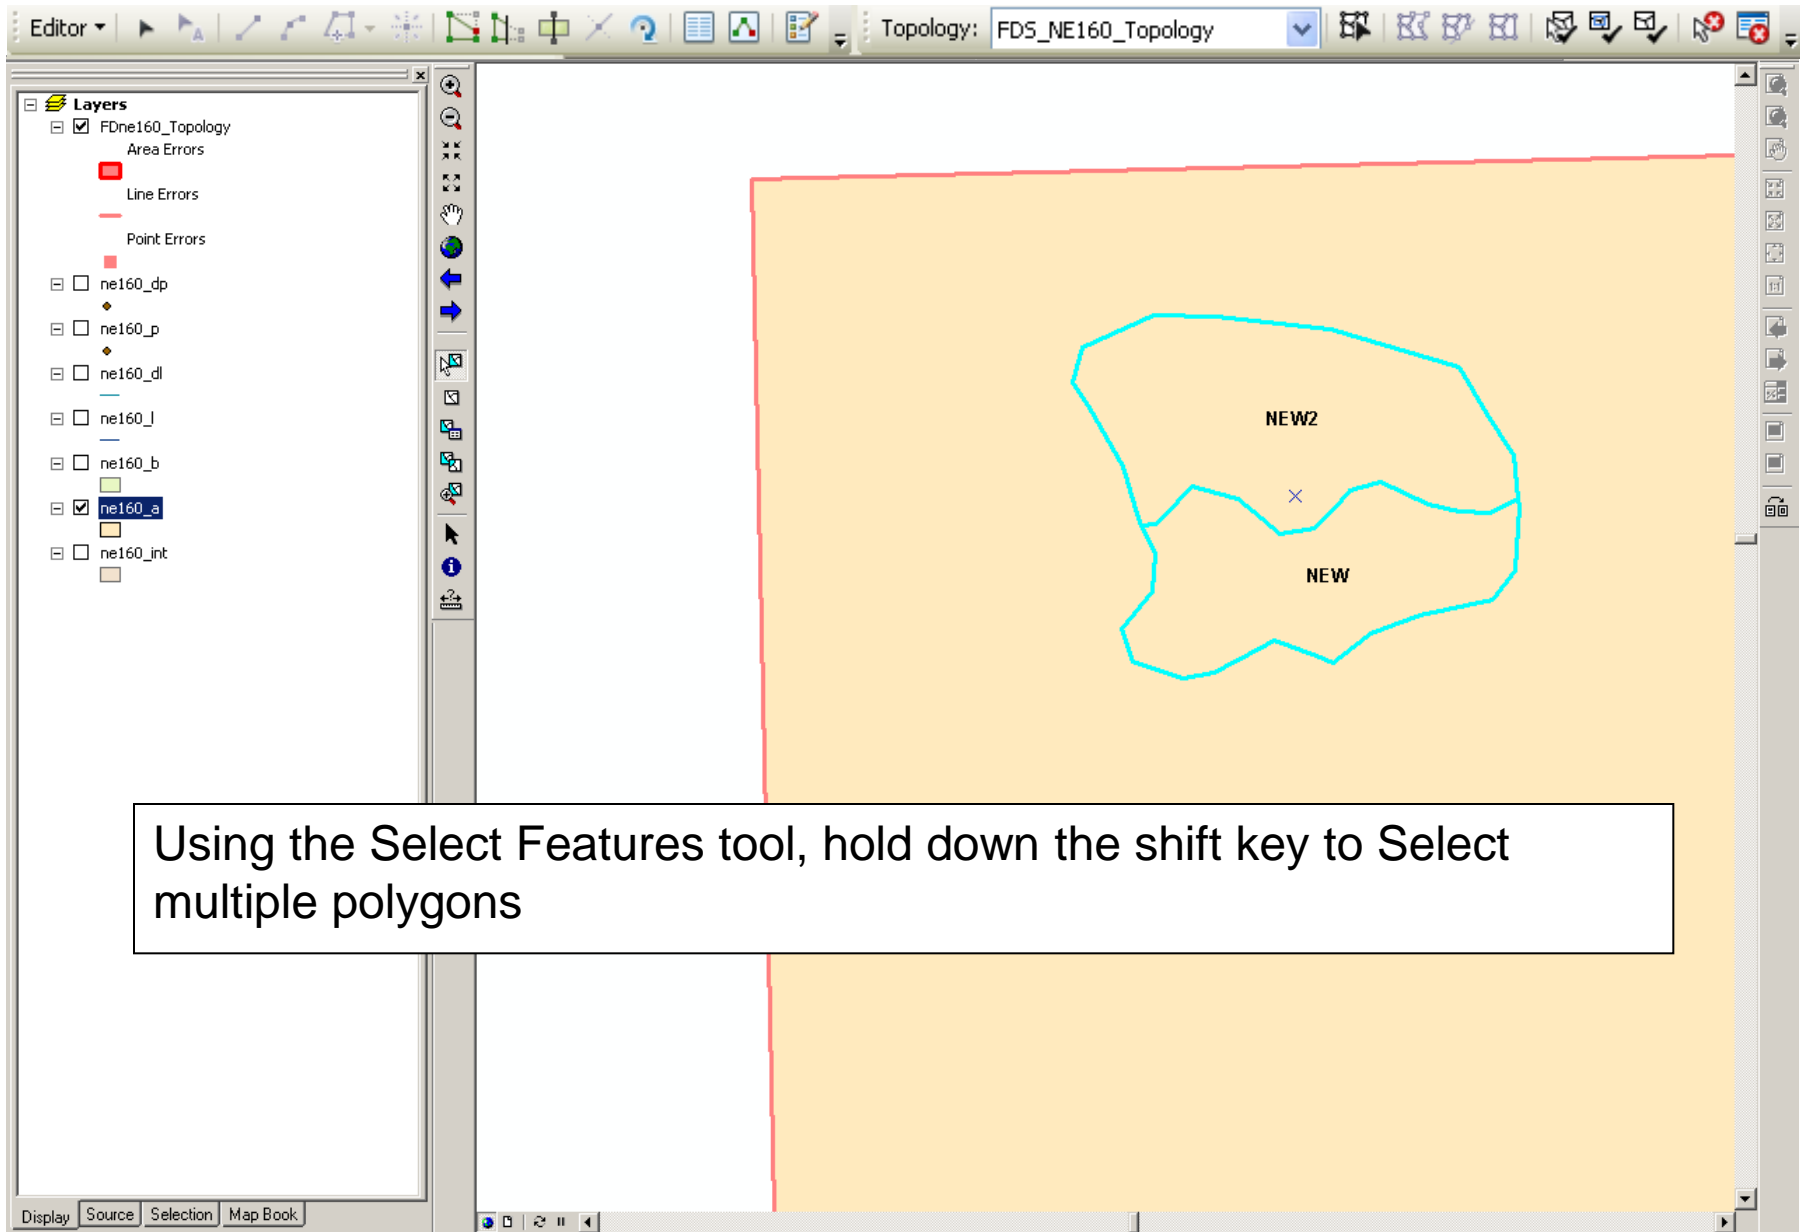 Editor
Topology: FDS_NE160_Topology
Layers
FDne160_Topology
Area Errors
Line Errors
Point Errors
ne160_dp
ne160_p
ne160_dl
ne160_l
ne160_b
ne160_a
ne160_int
NEW2
NEW
Using the Select Features tool, hold down the shift key to Select
multiple polygons
Display Source Selection Map Book